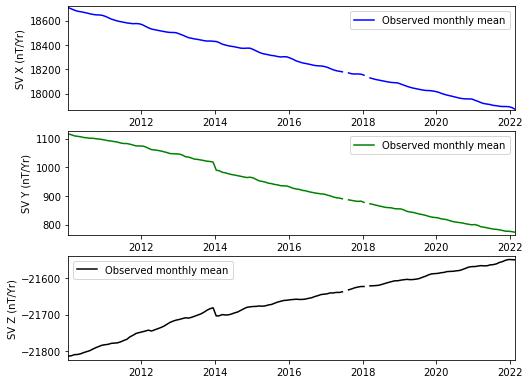 SV X (nT/Yr)
18600
18400
18200
18000
Observed monthly mean
2012 2014 2016 2018 2020 2022
SV Y (nT/Yr)
1100
1000
900
800
Observed monthly mean
2012 2014 2016 2018 2020 2022
SV Z (nT/Yr)
−21600
−21700
−21800
Observed monthly mean
2012 2014 2016 2018 2020 2022